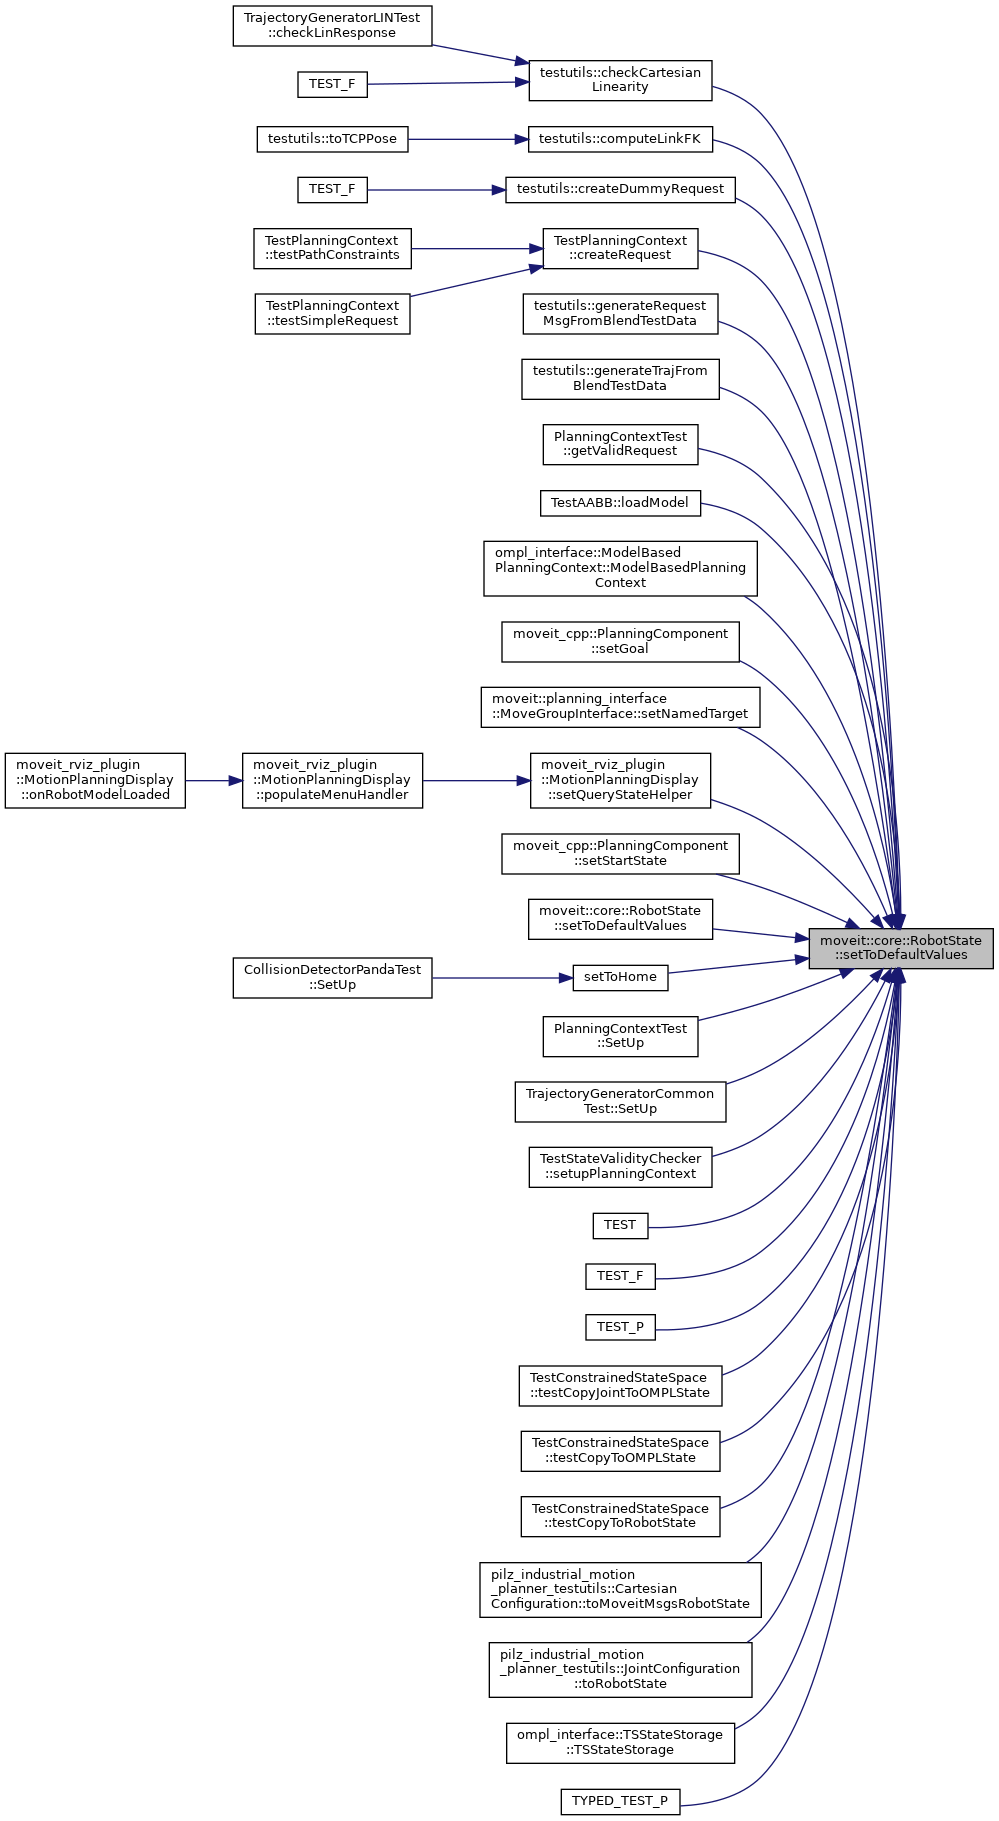 TrajectoryGeneratorLINTest
::checkLinResponse
testutils::checkCartesian
Linearity
TEST_F
testutils::toTCPPose
testutils::computeLinkFK
TEST_F
testutils::createDummyRequest
TestPlanningContext
::testPathConstraints
TestPlanningContext
::createRequest
TestPlanningContext
::testSimpleRequest
testutils::generateRequest
MsgFromBlendTestData
testutils::generateTrajFrom
BlendTestData
PlanningContextTest
::getValidRequest
TestAABB::loadModel
ompl_interface::ModelBased
PlanningContext::ModelBasedPlanning
Context
moveit_cpp::PlanningComponent
::setGoal
moveit::planning_interface
::MoveGroupInterface::setNamedTarget
moveit_rviz_plugin
::MotionPlanningDisplay
::onRobotModelLoaded
moveit_rviz_plugin
::MotionPlanningDisplay
::populateMenuHandler
moveit_rviz_plugin
::MotionPlanningDisplay
::setQueryStateHelper
moveit_cpp::PlanningComponent
::setStartState
moveit::core::RobotState
::setToDefaultValues
moveit::core::RobotState
::setToDefaultValues
CollisionDetectorPandaTest
::SetUp
setToHome
PlanningContextTest
::SetUp
TrajectoryGeneratorCommon
Test::SetUp
TestStateValidityChecker
::setupPlanningContext
TEST
TEST_F
TEST_P
TestConstrainedStateSpace
::testCopyJointToOMPLState
TestConstrainedStateSpace
::testCopyToOMPLState
TestConstrainedStateSpace
::testCopyToRobotState
pilz_industrial_motion
_planner_testutils::Cartesian
Configuration::toMoveitMsgsRobotState
pilz_industrial_motion
_planner_testutils::JointConfiguration
::toRobotState
ompl_interface::TSStateStorage
::TSStateStorage
TYPED_TEST_P